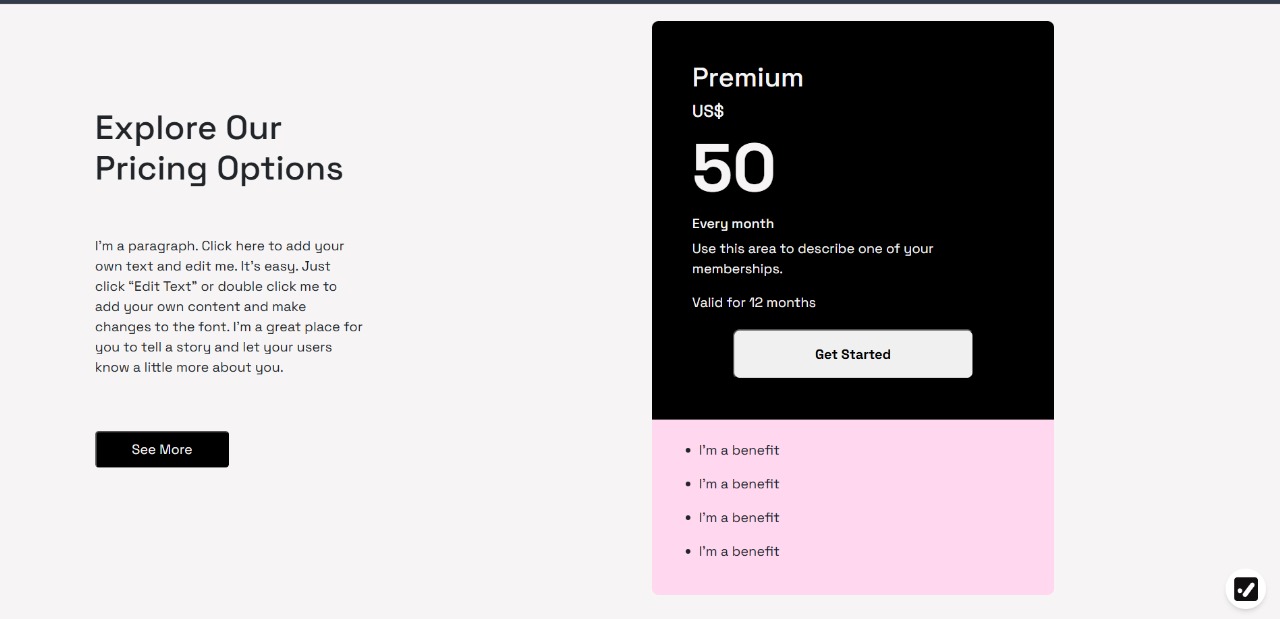 Explore Our
Pricing Options
I'm a paragraph. Click here to add your
own text and edit me. It's easy. Just
click “Edit Text” or double click me to
add your own content and make
changes to the font. I'm a great place for
you to tell a story and let your users
know a little more about you.
See More
Premium
US$
50
Every month
Use this area to describe one of your
memberships.
Valid for 12 months
Get Started
I'm a benefit
I'm a benefit
I'm a benefit
I'm a benefit